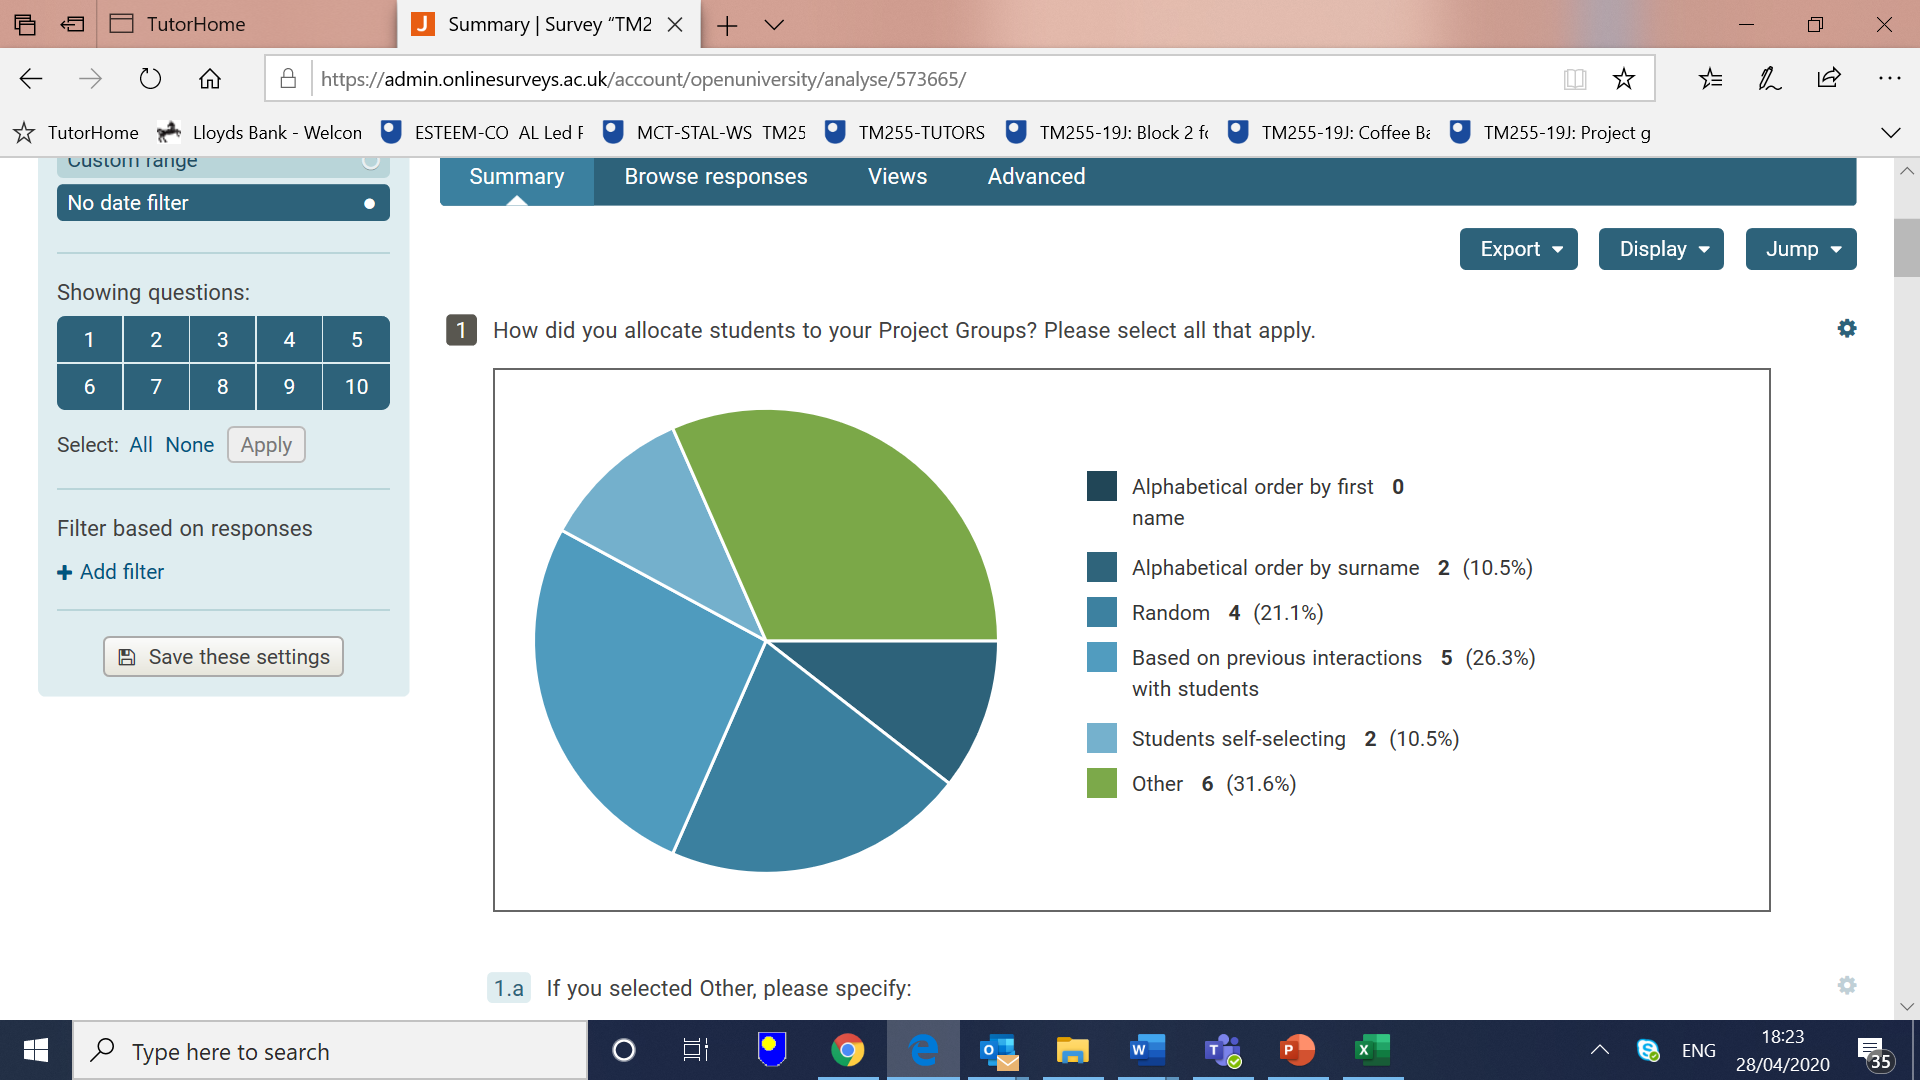 TutorHome
Summary | Survey “TM2
https://admin.onlinesurveys.ac.uk/account/openuniversity/analyse/573665/
TutorHome
Lloyds Bank - Welcon
ESTEEM-CO AL Led F
MCT-STAL-WS TM25
TM255-TUTORS
TM255-19J: Block 2 fo
TM255-19J: Coffee Ba
TM255-19J: Project g
Custom range
No date filter
Showing questions:
1 2 3 4 5
6 7 8 9 10
Select: All None Apply
Filter based on responses
+ Add filter
Save these settings
Summary Browse responses Views Advanced
Export Display Jump
1 How did you allocate students to your Project Groups? Please select all that apply.
Alphabetical order by first 0
name
Alphabetical order by surname 2 (10.5%)
Random 4 (21.1%)
Based on previous interactions 5 (26.3%)
with students
Students self-selecting 2 (10.5%)
Other 6 (31.6%)
1.a If you selected Other, please specify:
Type here to search
ENG
18:23
28/04/2020
35